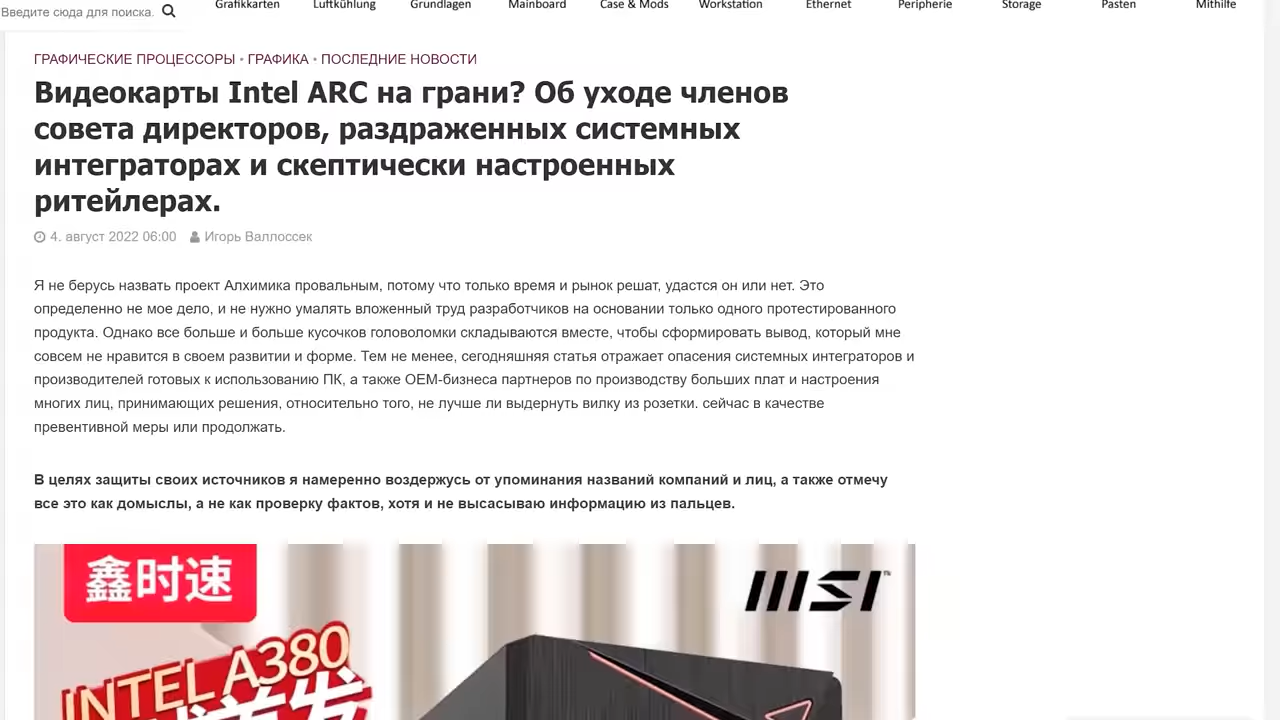 Введите сюда для поиска.
Grafikkarten Luftkühlung Grundlagen Mainboard Case & Mods Workstation Ethernet Peripherie Storage Pasten Mithilfe
ГРАФИЧЕСКИЕ ПРОЦЕССОРЫ • ГРАФИКА • ПОСЛЕДНИЕ НОВОСТИ
Видеокарты Intel ARC на грани? Об уходе членов
совета директоров, раздраженных системных
интеграторах и скептически настроенных
ритейлерах.
4. август 2022 06:00 Игорь Валлоссек
Я не берусь назвать проект Алхимика провальным, потому что только время и рынок решат, удастся он или нет. Это
определенно не мое дело, и не нужно умалять вложенный труд разработчиков на основании только одного протестированного
продукта. Однако все больше и больше кусочков головоломки складываются вместе, чтобы сформировать вывод, который мне
совсем не нравится в своем развитии и форме. Тем не менее, сегодняшняя статья отражает опасения системных интеграторов и
производителей готовых к использованию ПК, а также OEM-бизнеса партнеров по производству больших плат и настроения
многих лиц, принимающих решения, относительно того, не лучше ли выдернуть вилку из розетки. сейчас в качестве
превентивной меры или продолжать.
В целях защиты своих источников я намеренно воздержусь от упоминания названий компаний и лиц, а также отмечу
все это как домыслы, а не как проверку фактов, хотя и не высасываю информацию из пальцев.
鑫时速
msi™
INTEL A380
首发